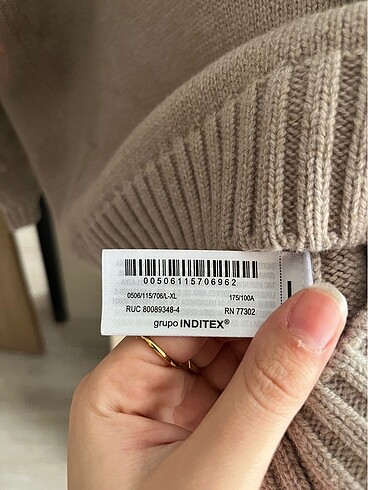 00506115706962
0506/115/706/L-XL 175/100A
RUC 80089348-4 RN 77302
grupo INDITEX®